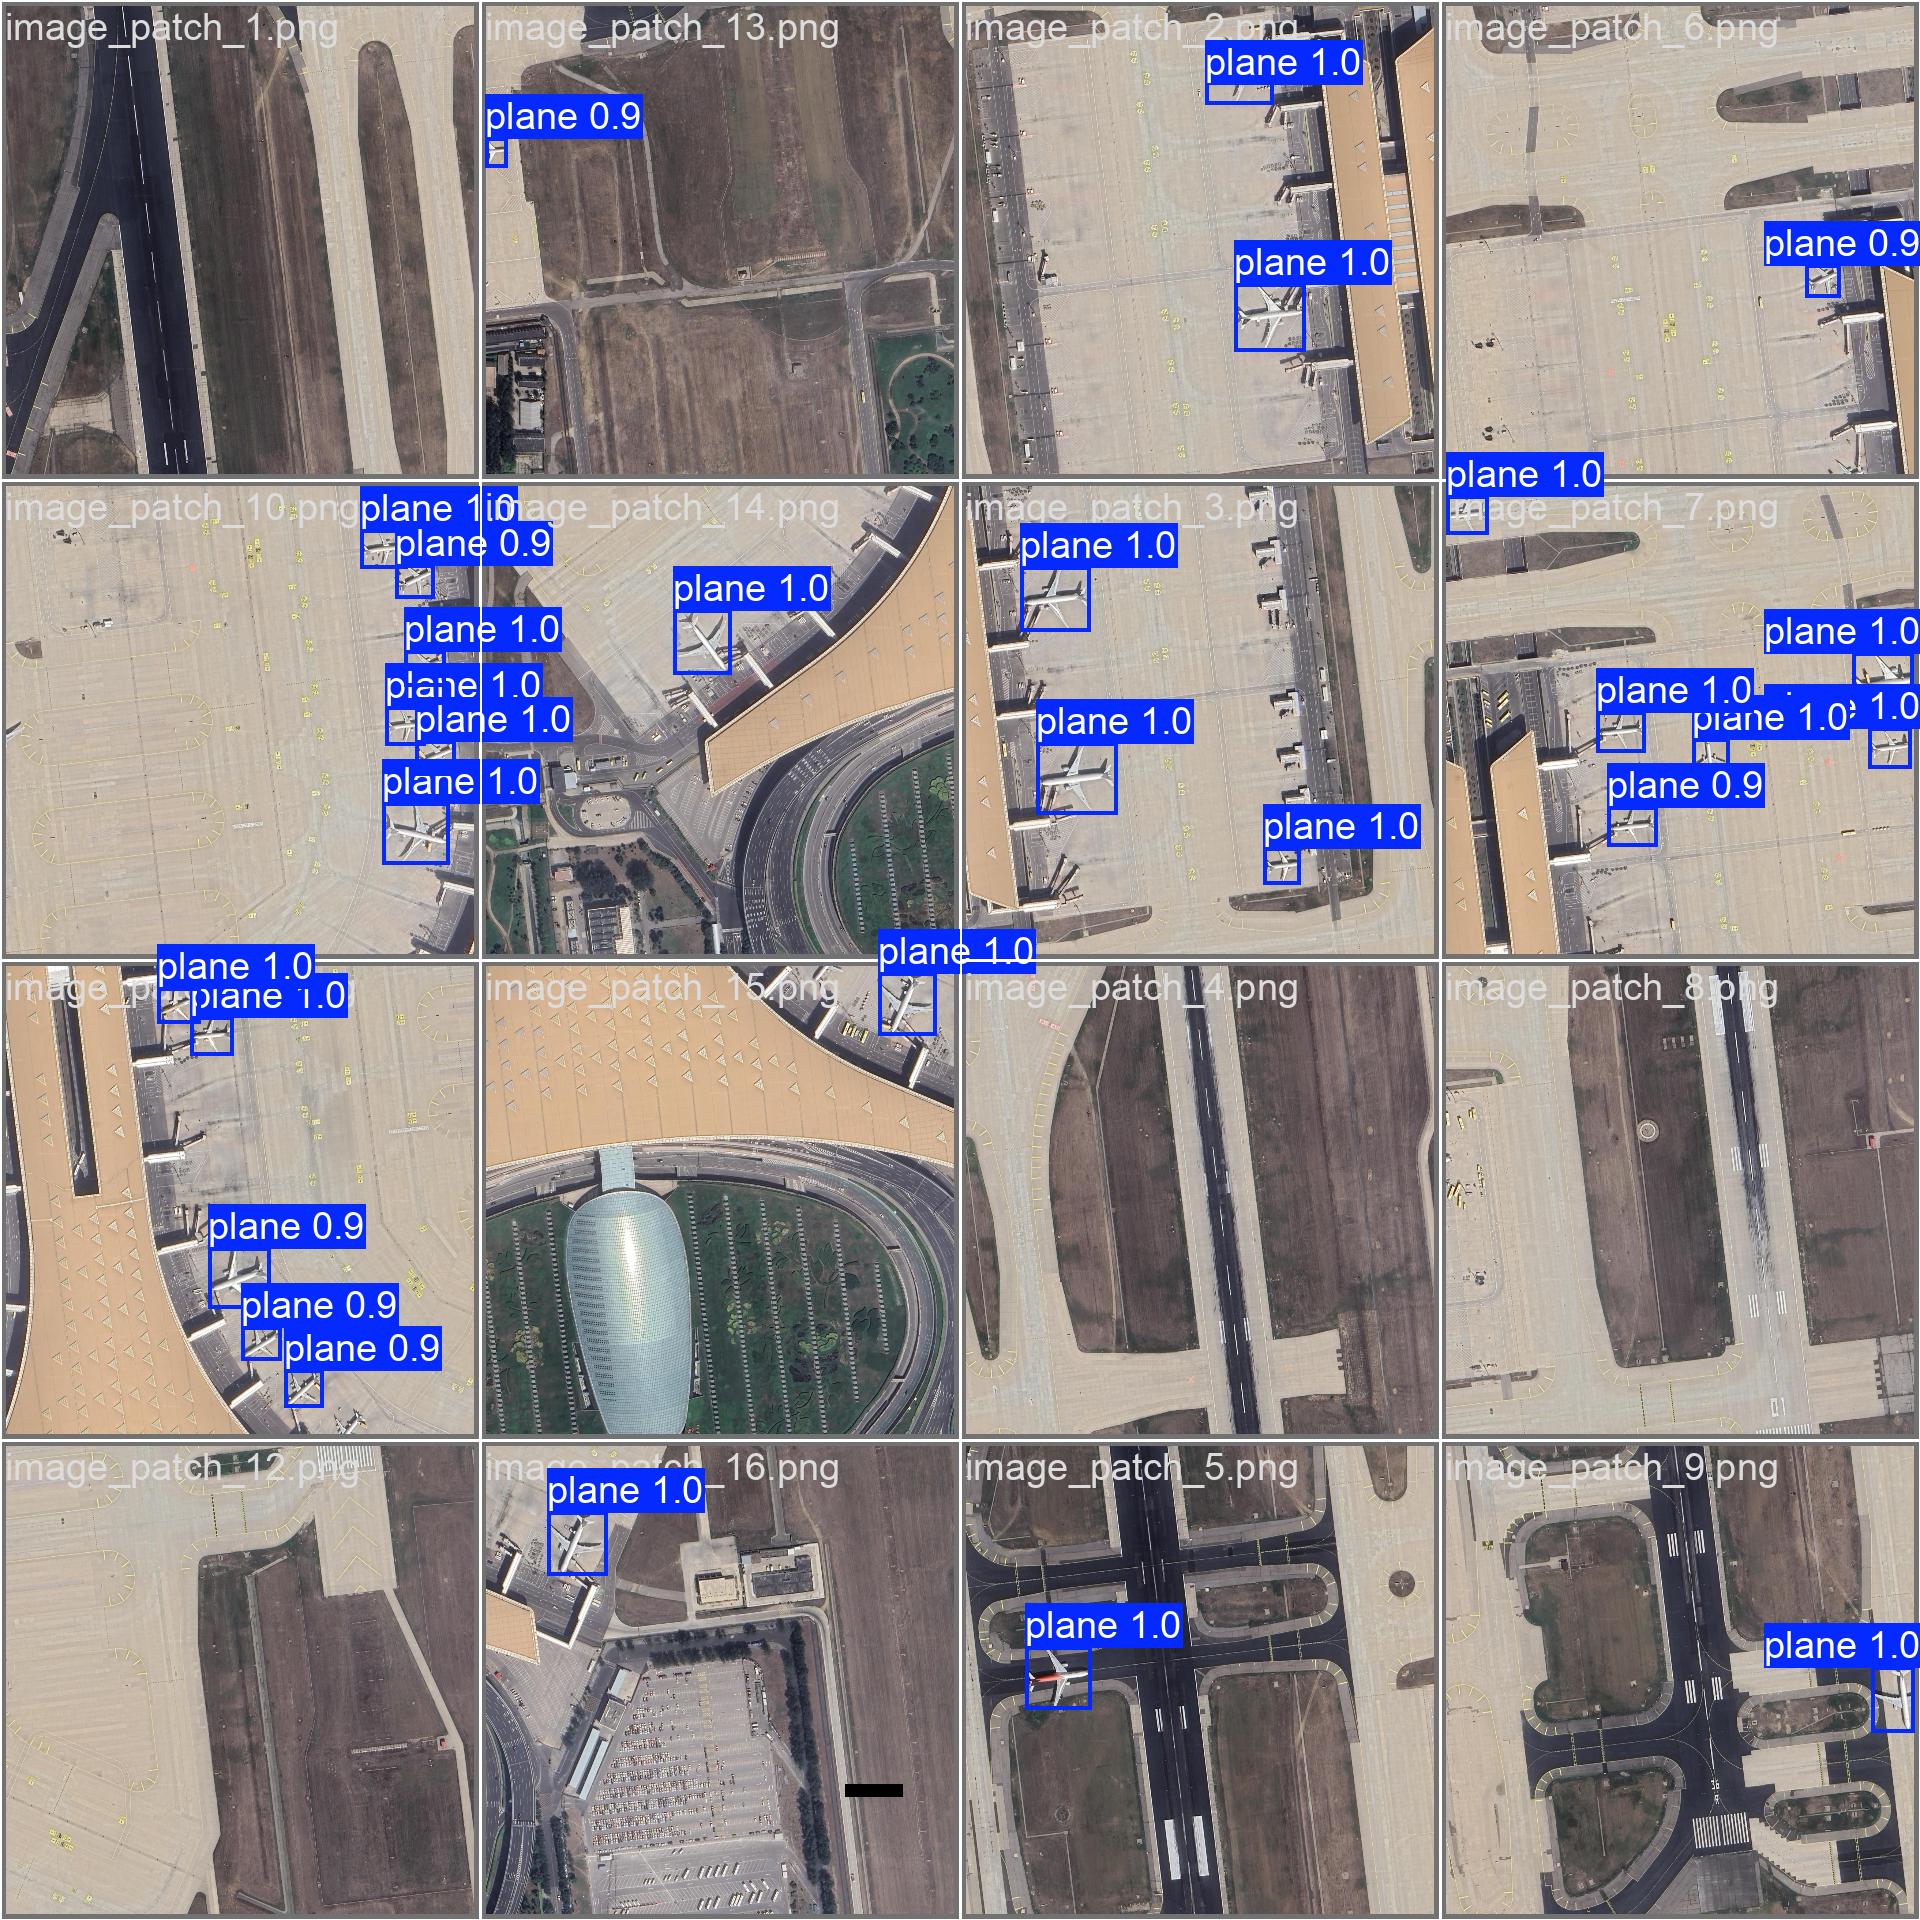 image_patch_1.png
image_patch_13.png
plane 0.9
image_patch_2.png
plane 1.0
plane 1.0
image_patch_6.png
plane 0.9
image_patch_10.png
plane 1.0
plane 0.9
plane 1.0
plane 1.0
plane 1.0
plane 1.0
image_patch_14.png
plane 1.0
image_patch_3.png
plane 1.0
plane 1.0
plane 1.0
plane 1.0
image_patch_7.png
plane 1.0
plane 1.0
plane 1.0
1.0
plane 0.9
plane 1.0
plane 1.0
plane 0.9
plane 0.9
plane 0.9
image_patch_15.png
plane 1.0
image_patch_4.png
image_patch_8.png
image_patch_12.png
image_patch_16.png
plane 1.0
image_patch_5.png
plane 1.0
image_patch_9.png
plane 1.0